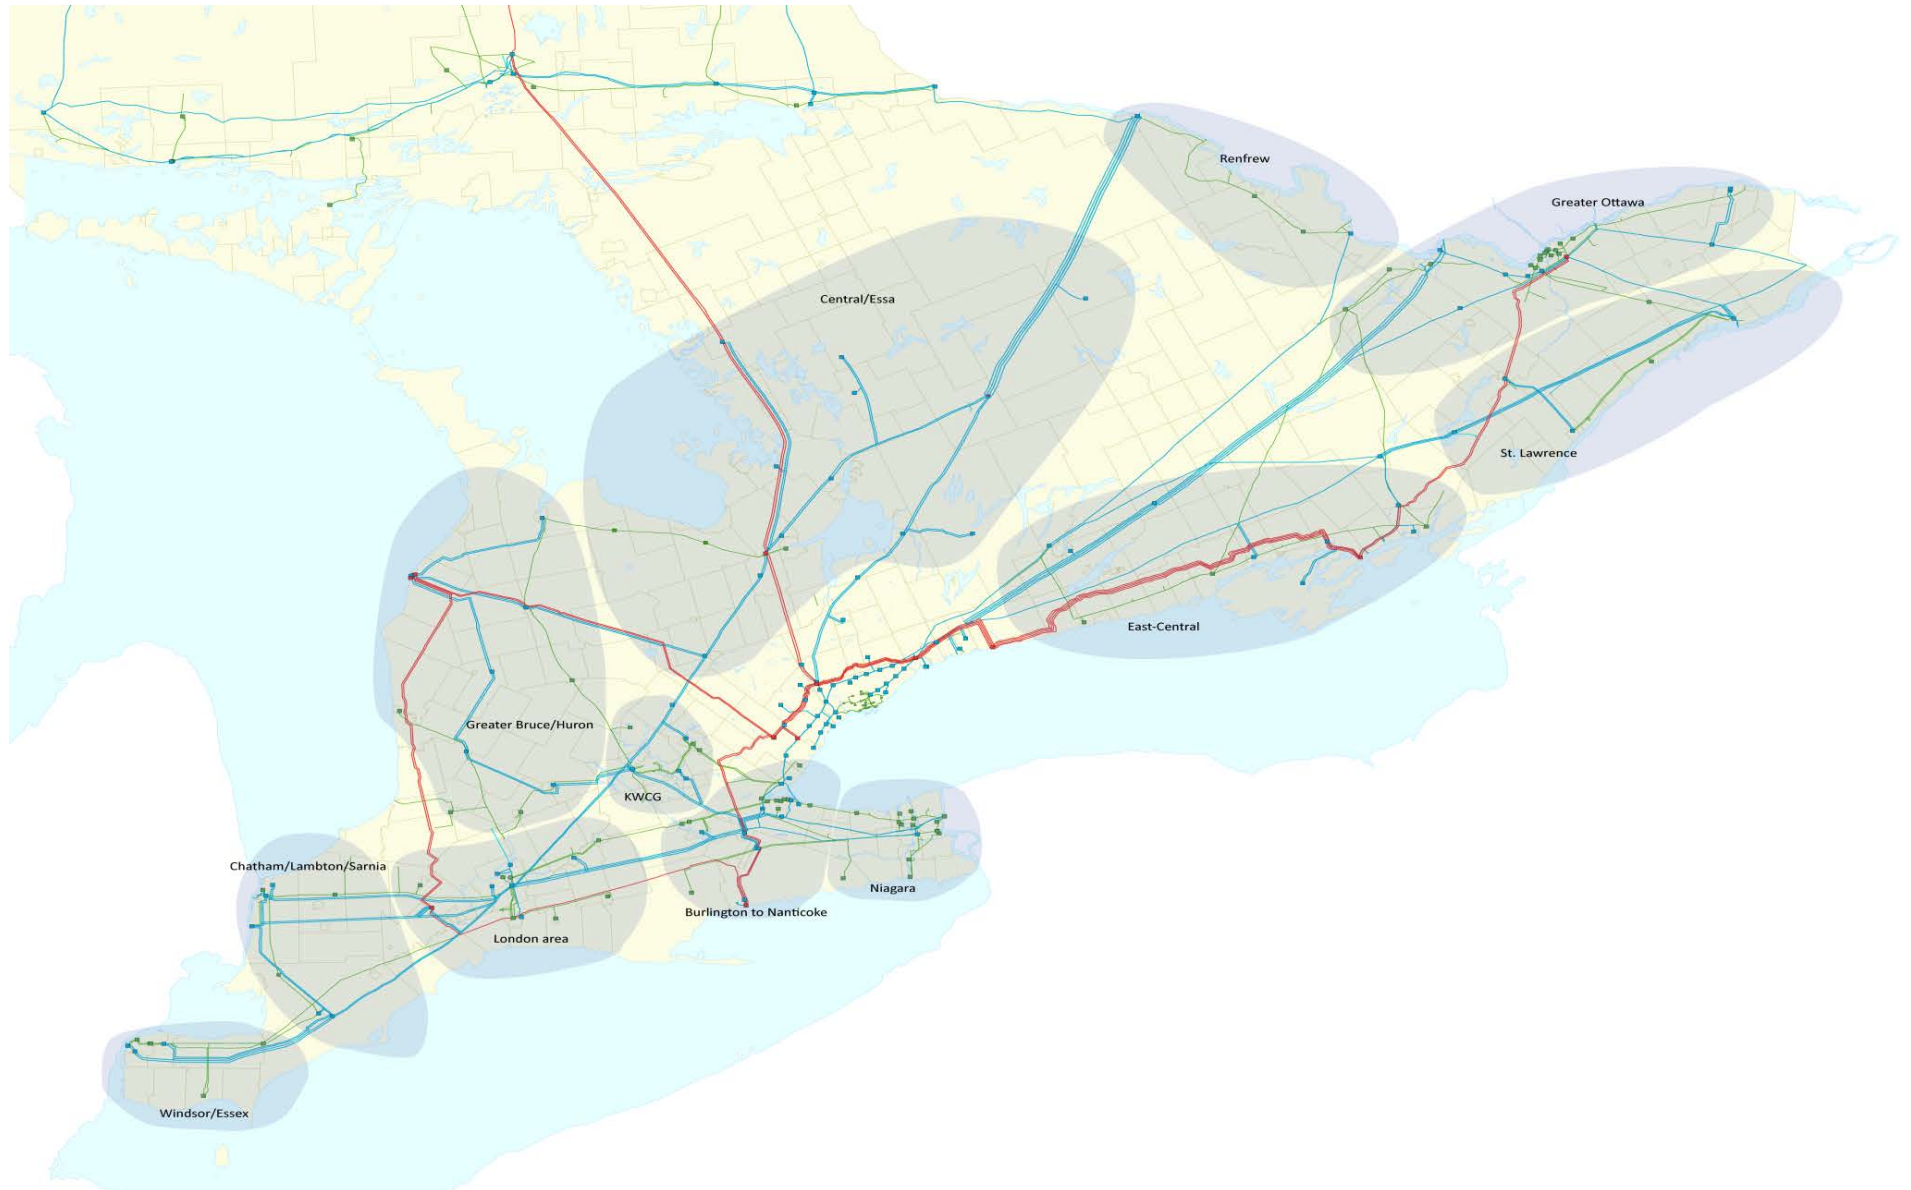 Renfrew
Greater Ottawa
Central/Essa
St. Lawrence
East-Central
Greater Bruce/Huron
KWCG
Chatham/Lambton/Sarnia
Niagara
Burlington to Nanticoke
London area
Windsor/Essex